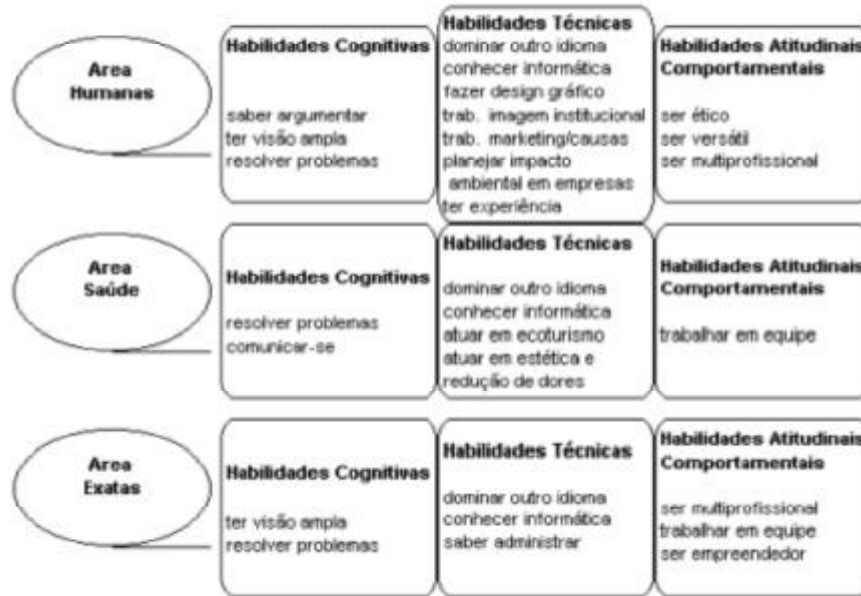 Area
Humanas
Habilidades Cognitivas
saber argumentar
ter visão ampla
resolver problemas
Habilidades Técnicas
dominar outro idioma
conhecer informática
fazer design gráfico
trab. imagem institucional
trab. marketing/causas
planejar impacto
ambiental em empresas
ter experiência
Habilidades Atitudinais
Comportamentais
ser ético
ser versátil
ser multiprofissional
Area
Saúde
Habilidades Cognitivas
resolver problemas
comunicar-se
Habilidades Técnicas
dominar outro idioma
conhecer informática
atuar em ecoturismo
atuar em estética e
redução de dores
Habilidades Atitudinais
Comportamentais
trabalhar em equipe
Area
Exatas
Habilidades Cognitivas
ter visão ampla
resolver problemas
Habilidades Técnicas
dominar outro idioma
conhecer informática
saber administrar
Habilidades Atitudinais
Comportamentais
ser multiprofissional
trabalhar em equipe
ser empreendedor